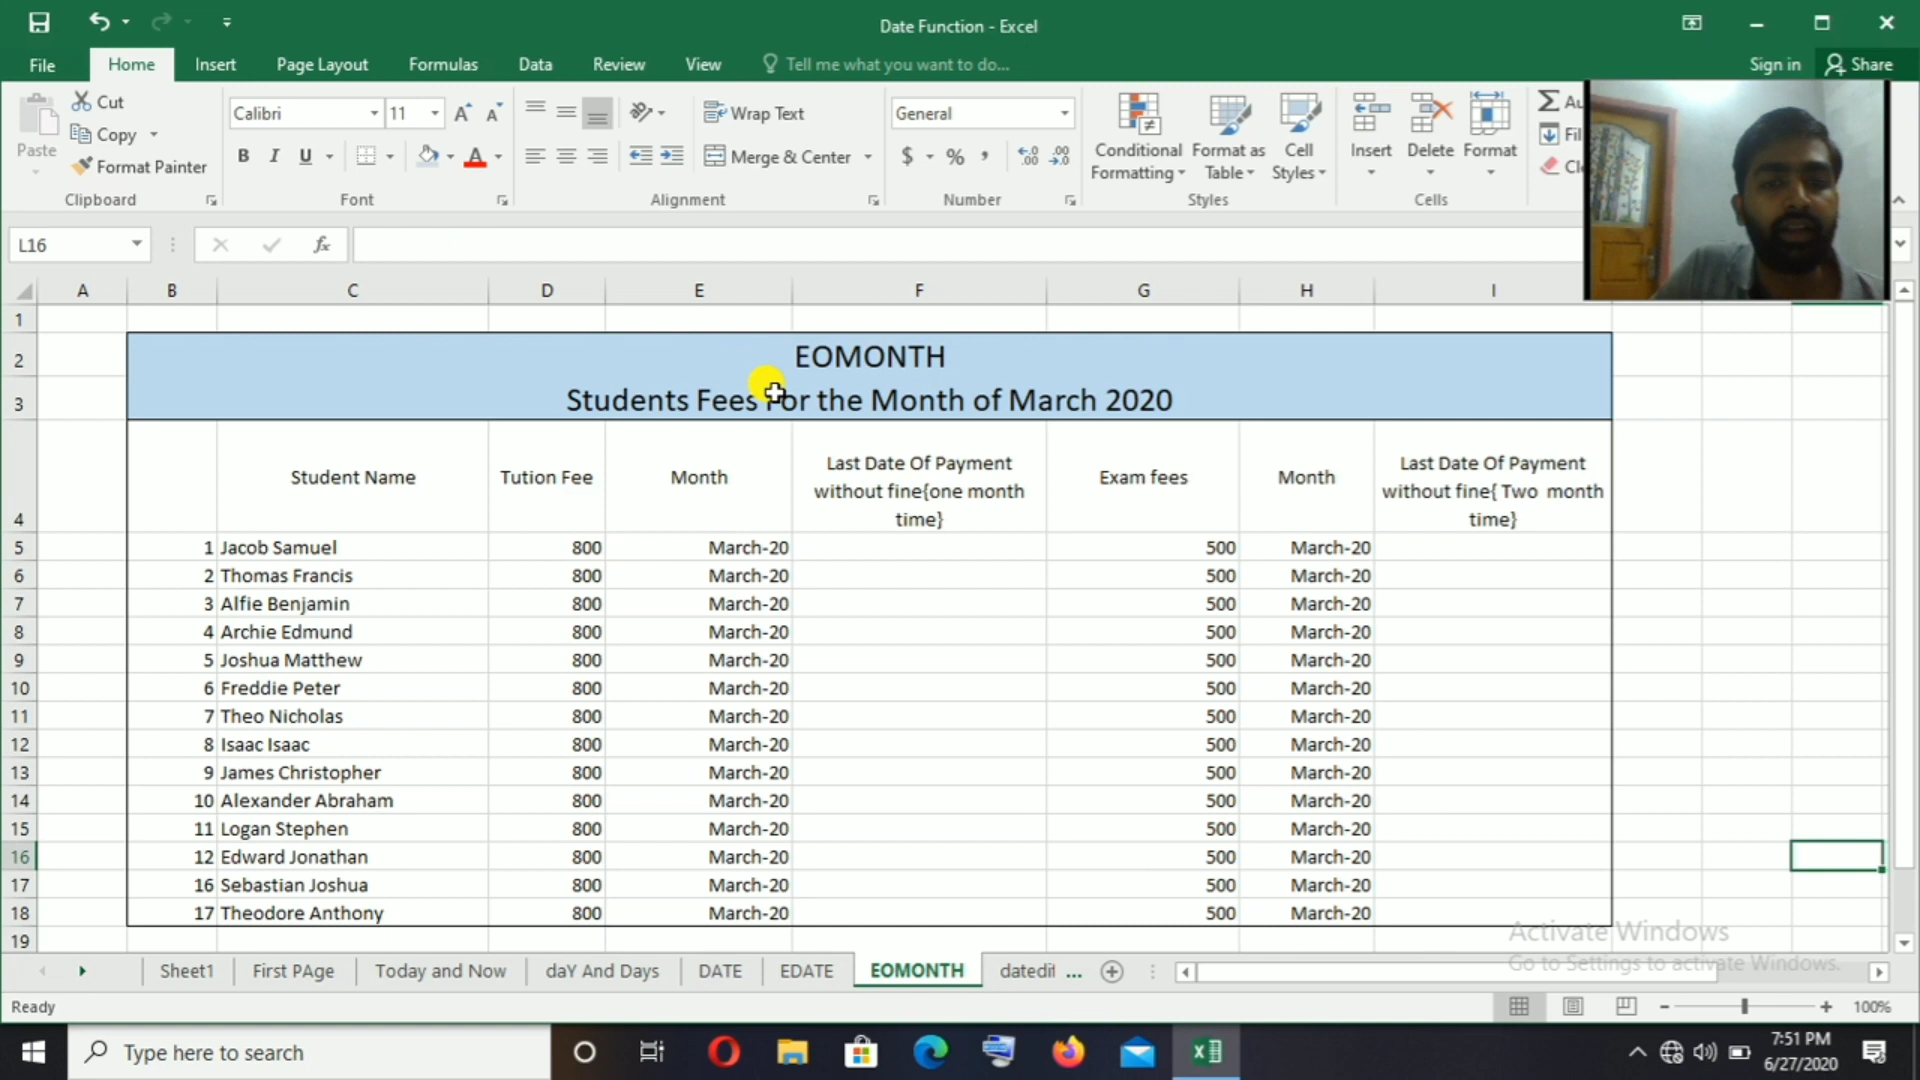 Date Function - Excel
File Home Insert Page Layout Formulas Data Review View Tell me what you want to do... Sign in Share
Cut
Copy
Format Painter
Paste
Clipboard
Calibri 11
B I U A
Font
Wrap Text
Merge & Center
Alignment
General
$ % ,
Number
Conditional Formatting
Format as Table
Cell Styles
Styles
Insert Delete Format
Cells
L16 fx
A B C D E F G H I
1
2 EOMONTH
3 Students Fees For the Month of March 2020
4 Student Name Tution Fee Month Last Date Of Payment without fine{one month time} Exam fees Month Last Date Of Payment without fine{ Two month time}
5 1 Jacob Samuel 800 March-20 500 March-20
6 2 Thomas Francis 800 March-20 500 March-20
7 3 Alfie Benjamin 800 March-20 500 March-20
8 4 Archie Edmund 800 March-20 500 March-20
9 5 Joshua Matthew 800 March-20 500 March-20
10 6 Freddie Peter 800 March-20 500 March-20
11 7 Theo Nicholas 800 March-20 500 March-20
12 8 Isaac Isaac 800 March-20 500 March-20
13 9 James Christopher 800 March-20 500 March-20
14 10 Alexander Abraham 800 March-20 500 March-20
15 11 Logan Stephen 800 March-20 500 March-20
16 12 Edward Jonathan 800 March-20 500 March-20
17 16 Sebastian Joshua 800 March-20 500 March-20
18 17 Theodore Anthony 800 March-20 500 March-20
19
Activate Windows
Go to Settings to activate Windows.
Sheet1 First PAge Today and Now daY And Days DATE EDATE EOMONTH datedif ...
Ready 100%
Type here to search
7:51 PM
6/27/2020